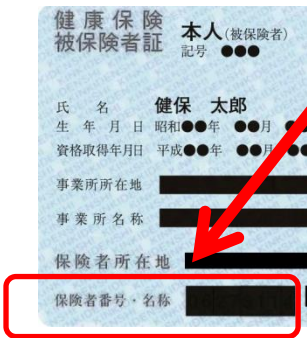 健康保険 本人(被保険者)
被保険者証 記号 ●●●
氏名 健保 太郎
生年月日 昭和●●年 ●●月 ●
資格取得年月日 平成●●年 ●●月 ●●
事業所所在地
事業所名称
保険者所在地
保険者番号・名称